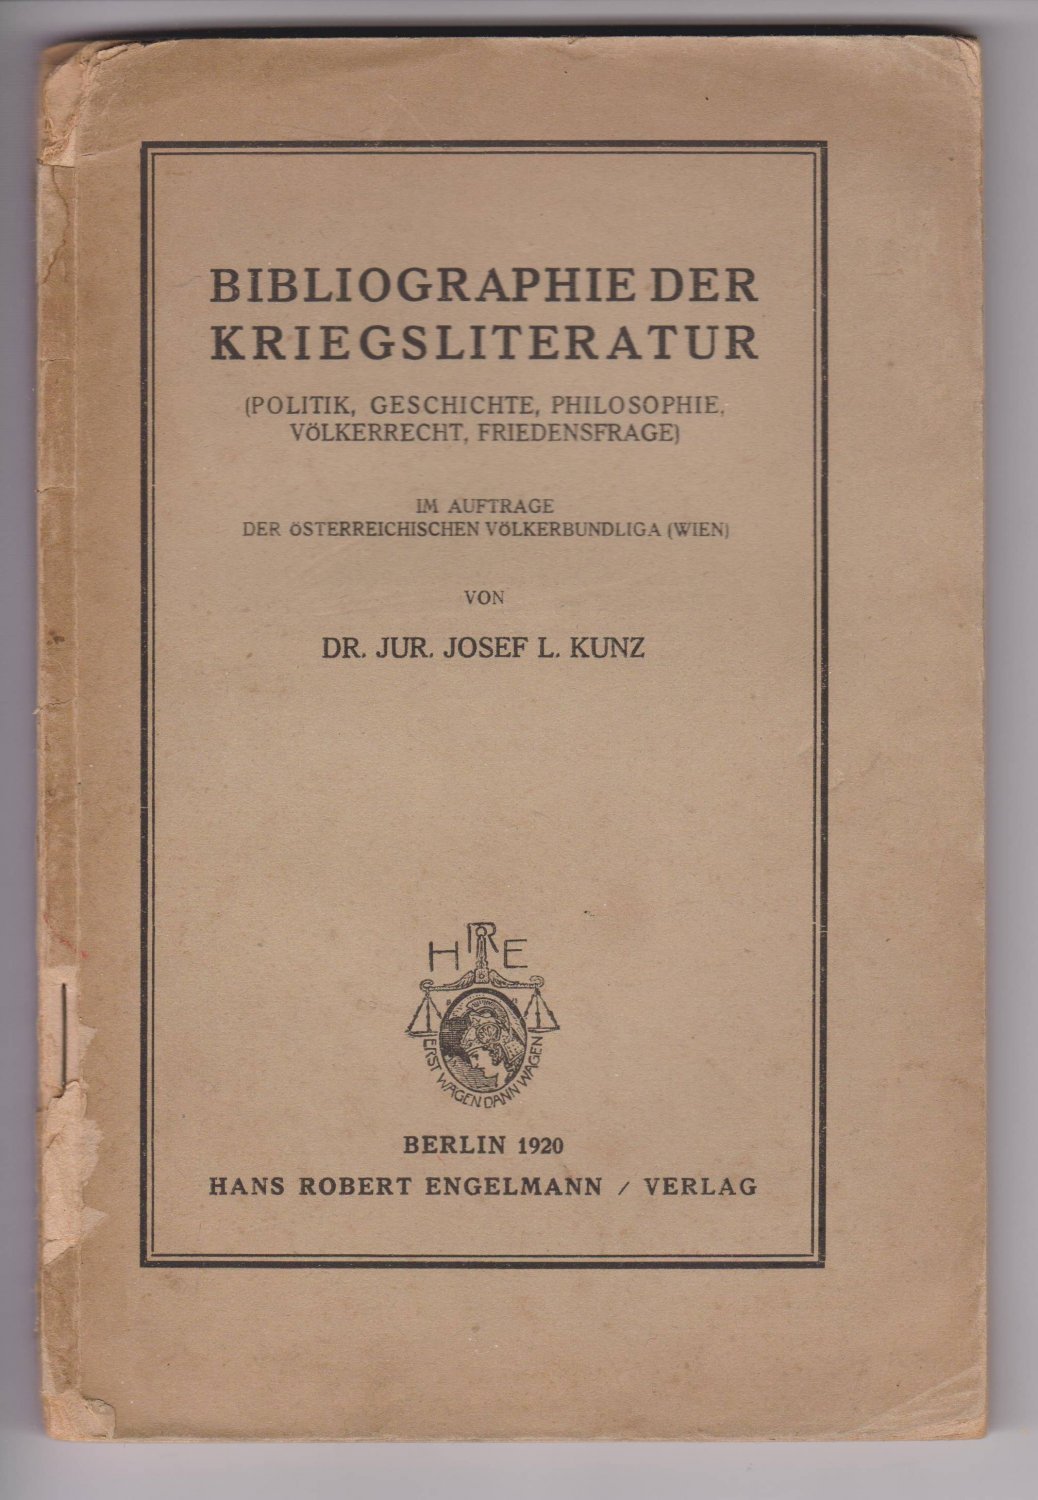 BIBLIOGRAPHIE DER
KRIEGSLITERATUR
(POLITIK, GESCHICHTE, PHILOSOPHIE,
VÖLKERRECHT, FRIEDENSFRAGE)
IM AUFTRAGE
DER ÖSTERREICHISCHEN VÖLKERBUNDLIGA (WIEN)
VON
DR. JUR. JOSEF L. KUNZ
HRE
ERST WAGEN DANN WAGEN
BERLIN 1920
HANS ROBERT ENGELMANN / VERLAG